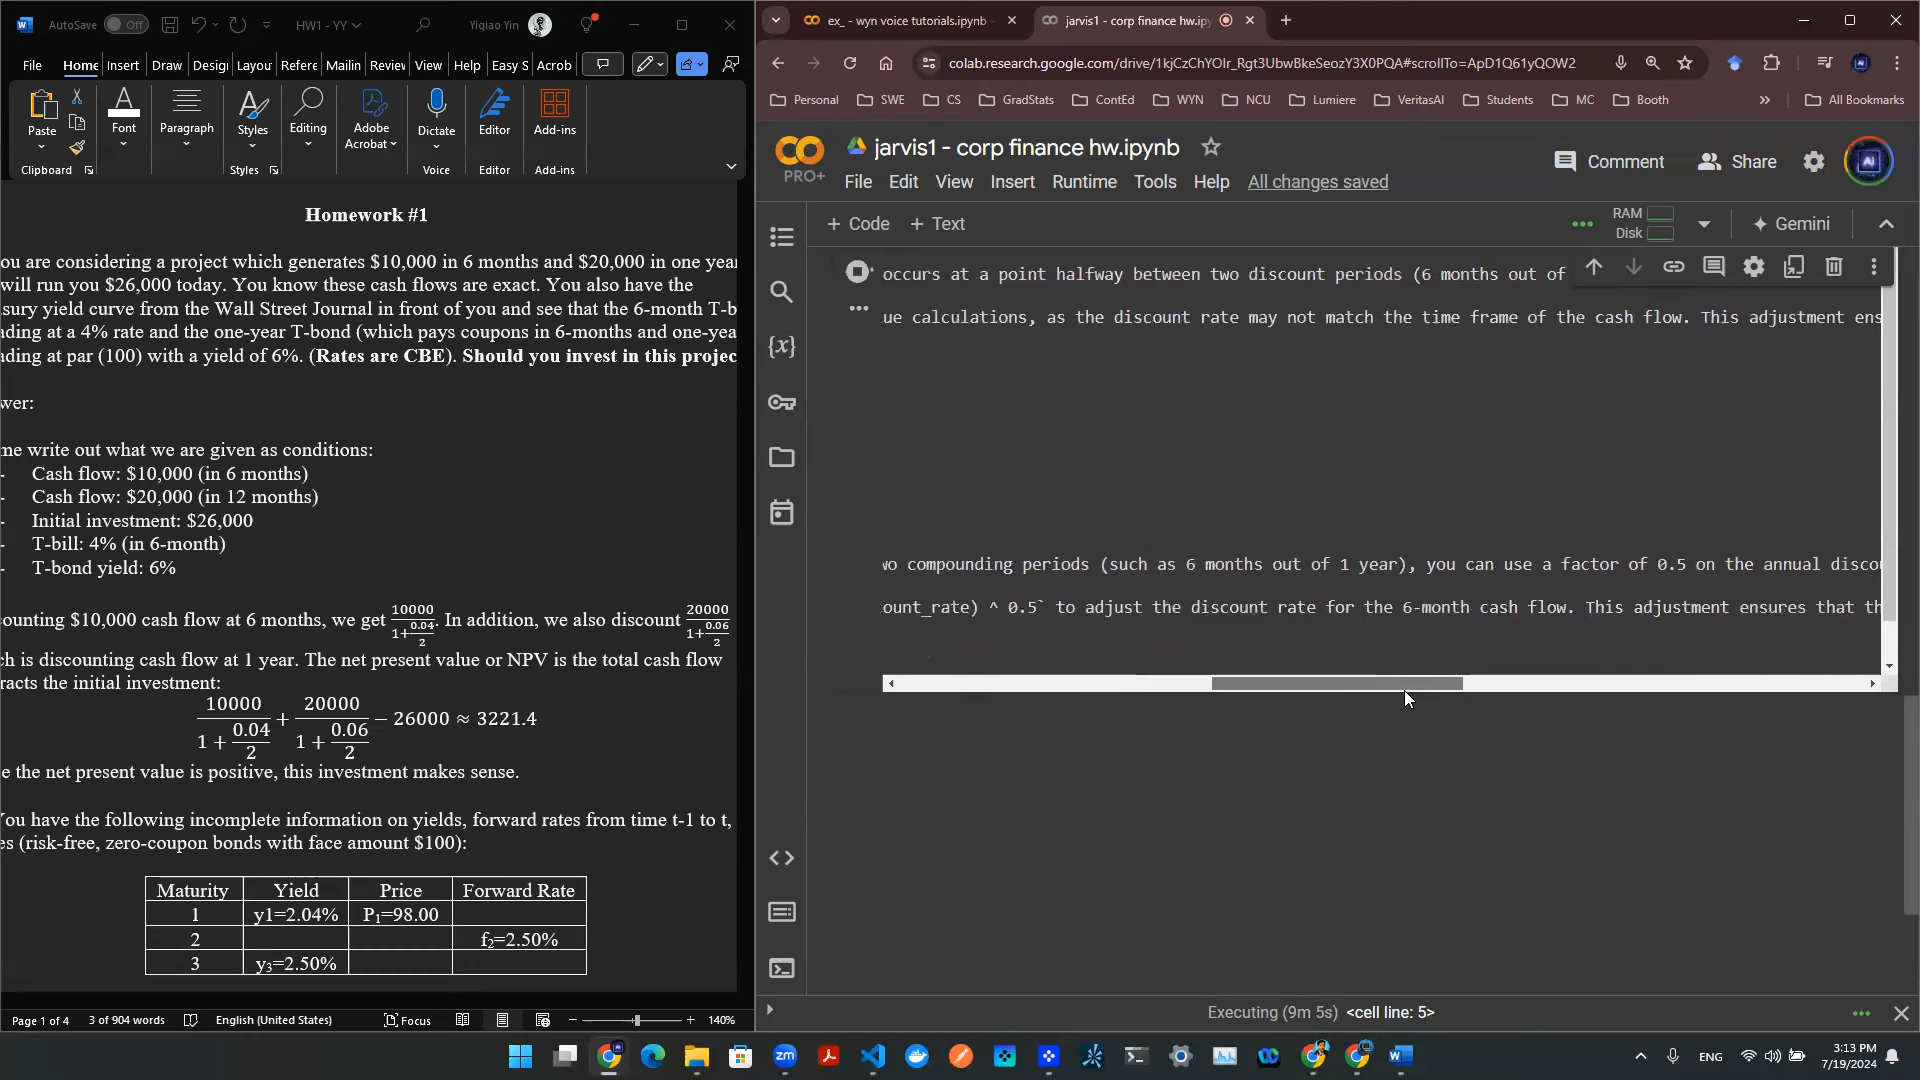 AutoSave Off HW1 - YY Yiqiao Yin
File Home Insert Draw Desig Layou Refere Mailin Review View Help Easy S Acrob
Paste Font Paragraph Styles Editing Adobe Acrobat Dictate Editor Add-ins
Clipboard Styles Voice Editor Add-ins
Homework #1
ou are considering a project which generates $10,000 in 6 months and $20,000 in one year
will run you $26,000 today. You know these cash flows are exact. You also have the
sury yield curve from the Wall Street Journal in front of you and see that the 6-month T-b
ading at a 4% rate and the one-year T-bond (which pays coupons in 6-months and one-yea
ading at par (100) with a yield of 6%. (Rates are CBE). Should you invest in this projec
wer:
me write out what we are given as conditions:
- Cash flow: $10,000 (in 6 months)
- Cash flow: $20,000 (in 12 months)
- Initial investment: $26,000
- T-bill: 4% (in 6-month)
- T-bond yield: 6%
ounting $10,000 cash flow at 6 months, we get 10000/(1+0.04/2). In addition, we also discount 20000/(1+0.06/2)
ch is discounting cash flow at 1 year. The net present value or NPV is the total cash flow
racts the initial investment:
10000/(1+0.04/2) + 20000/(1+0.06/2) − 26000 ≈ 3221.4
e the net present value is positive, this investment makes sense.
You have the following incomplete information on yields, forward rates from time t-1 to t,
es (risk-free, zero-coupon bonds with face amount $100):
Maturity Yield Price Forward Rate
1 y1=2.04% P1=98.00
2 f2=2.50%
3 y3=2.50%
Page 1 of 4 3 of 904 words English (United States) Focus 140%
ex_ - wyn voice tutorials.ipynb jarvis1 - corp finance hw.ipy
colab.research.google.com/drive/1kjCzChYOIr_Rgt3UbwBkeSeozY3X0PQA#scrollTo=ApD1Q61yQOW2
Personal SWE CS GradStats ContEd WYN NCU Lumiere VeritasAI Students MC Booth » All Bookmarks
CO PRO+ jarvis1 - corp finance hw.ipynb Comment Share AI
File Edit View Insert Runtime Tools Help All changes saved
+ Code + Text RAM Disk Gemini
occurs at a point halfway between two discount periods (6 months out of
ue calculations, as the discount rate may not match the time frame of the cash flow. This adjustment ens
wo compounding periods (such as 6 months out of 1 year), you can use a factor of 0.5 on the annual discou
ount_rate) ^ 0.5` to adjust the discount rate for the 6-month cash flow. This adjustment ensures that th
{x}
Executing (9m 5s) <cell line: 5>
ENG 3:13 PM
7/19/2024